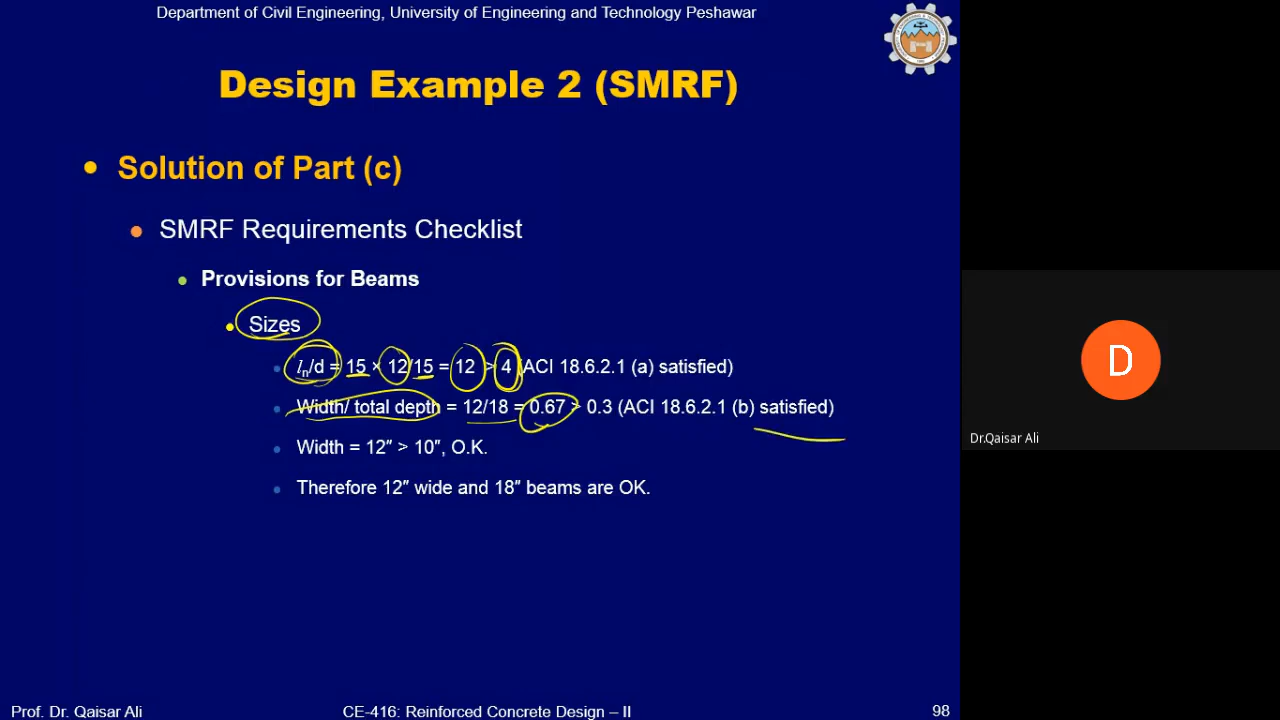 Department of Civil Engineering, University of Engineering and Technology Peshawar
Design Example 2 (SMRF)
• Solution of Part (c)
• SMRF Requirements Checklist
• Provisions for Beams
• Sizes
• ln/d = 15 × 12/15 = 12 > 4 (ACI 18.6.2.1 (a) satisfied)
• Width/ total depth = 12/18 = 0.67 > 0.3 (ACI 18.6.2.1 (b) satisfied)
• Width = 12″ > 10″, O.K.
• Therefore 12″ wide and 18″ beams are OK.
D
Dr.Qaisar Ali
Prof. Dr. Qaisar Ali
CE-416: Reinforced Concrete Design – II
98